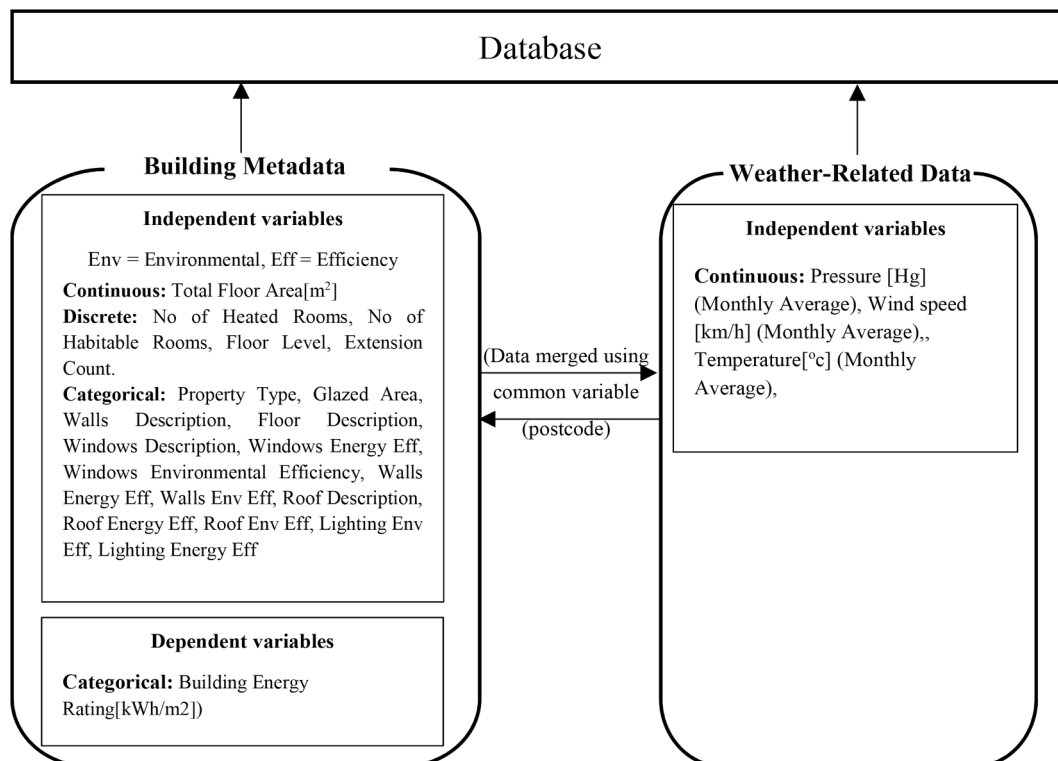 Database
Building Metadata
Independent variables
Env = Environmental, Eff = Efficiency
Continuous: Total Floor Area[m²]
Discrete: No of Heated Rooms, No of
Habitable Rooms, Floor Level, Extension
Count.
Categorical: Property Type, Glazed Area,
Walls Description, Floor Description,
Windows Description, Windows Energy Eff,
Windows Environmental Efficiency, Walls
Energy Eff, Walls Env Eff, Roof Description,
Roof Energy Eff, Roof Env Eff, Lighting Env
Eff, Lighting Energy Eff
Dependent variables
Categorical: Building Energy
Rating[kWh/m2])
(Data merged using
common variable
(postcode)
Weather-Related Data
Independent variables
Continuous: Pressure [Hg]
(Monthly Average), Wind speed
[km/h] (Monthly Average),,
Temperature[ºc] (Monthly
Average),